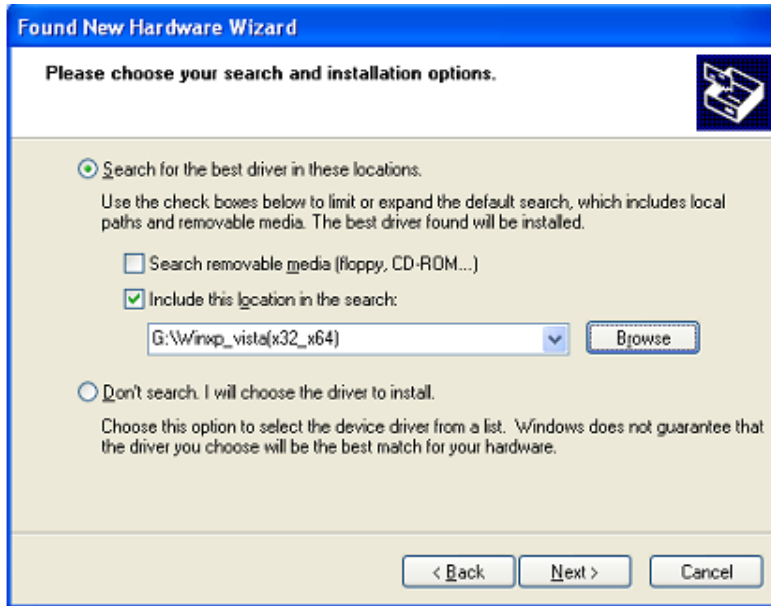 Found New Hardware Wizard
Please choose your search and installation options.
Search for the best driver in these locations.
Use the check boxes below to limit or expand the default search, which includes local
paths and removable media. The best driver found will be installed.
Search removable media (floppy, CD-ROM...)
Include this location in the search:
G:\Winxp_vista(x32_x64)
Browse
Don't search. I will choose the driver to install.
Choose this option to select the device driver from a list. Windows does not guarantee that
the driver you choose will be the best match for your hardware.
< Back Next > Cancel